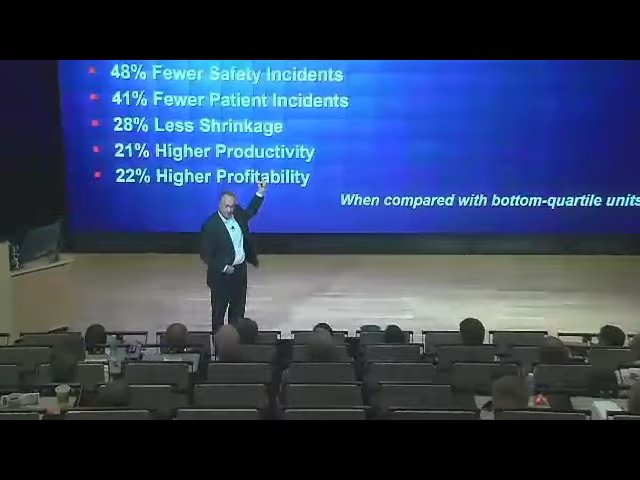 48% Fewer Safety Incidents
41% Fewer Patient Incidents
28% Less Shrinkage
21% Higher Productivity
22% Higher Profitability
When compared with bottom-quartile units